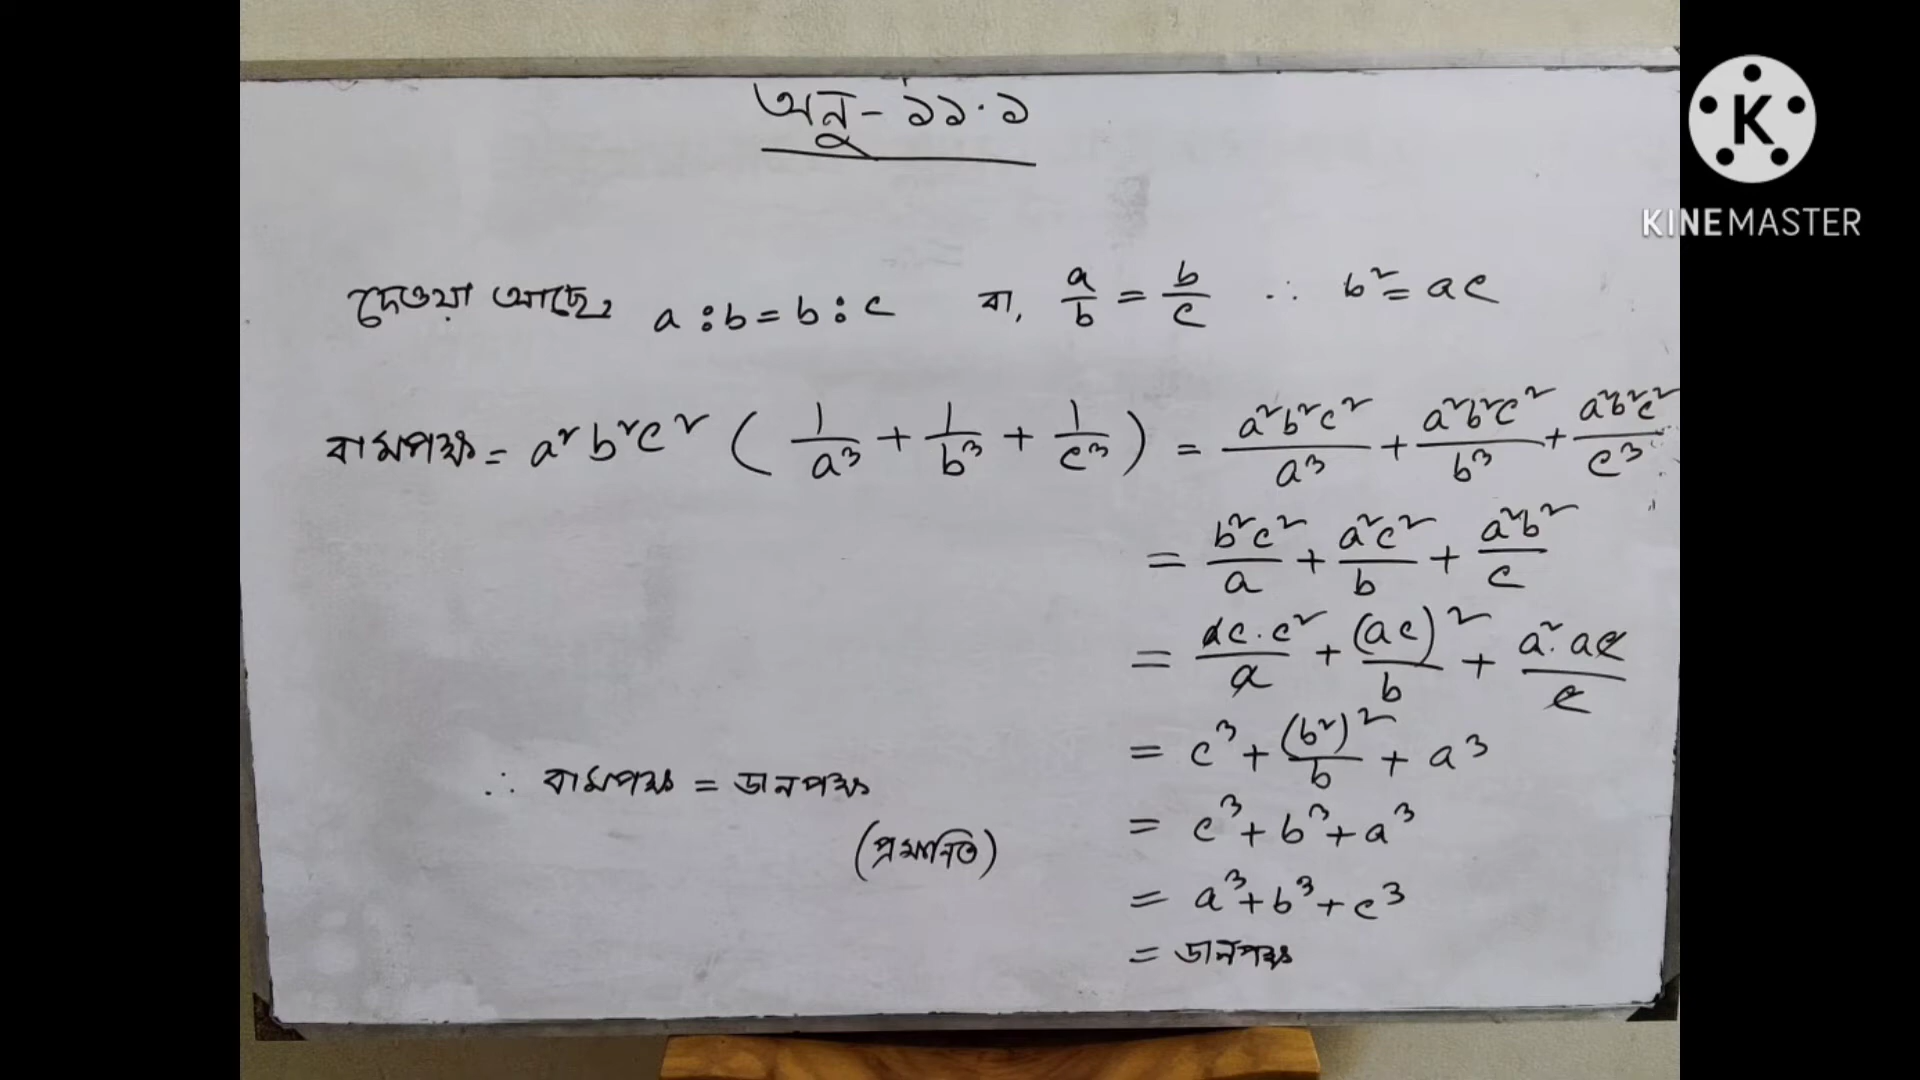 অনু - ১১.১
দেওয়া আছে, a : b = b : c বা, a/b = b/c ∴ b² = ac
বামপক্ষ = a²b²c² (1/a³ + 1/b³ + 1/c³) = a²b²c²/a³ + a²b²c²/b³ + a²b²c²/c³
= b²c²/a + a²c²/b + a²b²/c
= ac.c²/a + (ac)²/b + a².ac/c
= c³ + (b²)²/b + a³
= c³ + b³ + a³
= a³ + b³ + c³
= ডানপক্ষ
∴ বামপক্ষ = ডানপক্ষ
(প্রমানিত)
K
KINEMASTER